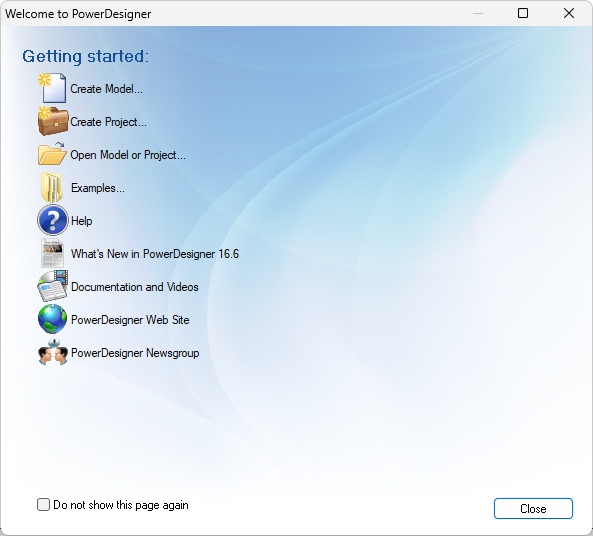 Welcome to PowerDesigner
Getting started:
Create Model...
Create Project...
Open Model or Project...
Examples...
Help
What's New in PowerDesigner 16.6
Documentation and Videos
PowerDesigner Web Site
PowerDesigner Newsgroup
Do not show this page again
Close